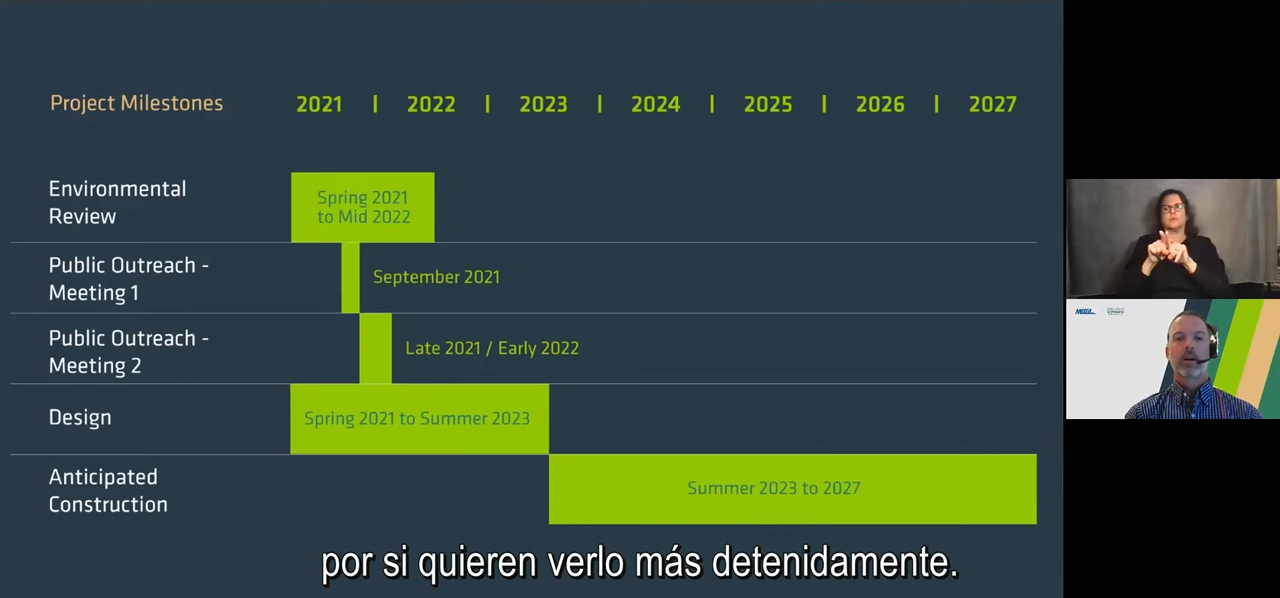 Project Milestones 2021 | 2022 | 2023 | 2024 | 2025 | 2026 | 2027
Environmental
Review
Spring 2021
to Mid 2022
Public Outreach -
Meeting 1
September 2021
Public Outreach -
Meeting 2
Late 2021 / Early 2022
Design
Spring 2021 to Summer 2023
Anticipated
Construction
Summer 2023 to 2027
por si quieren verlo más detenidamente.